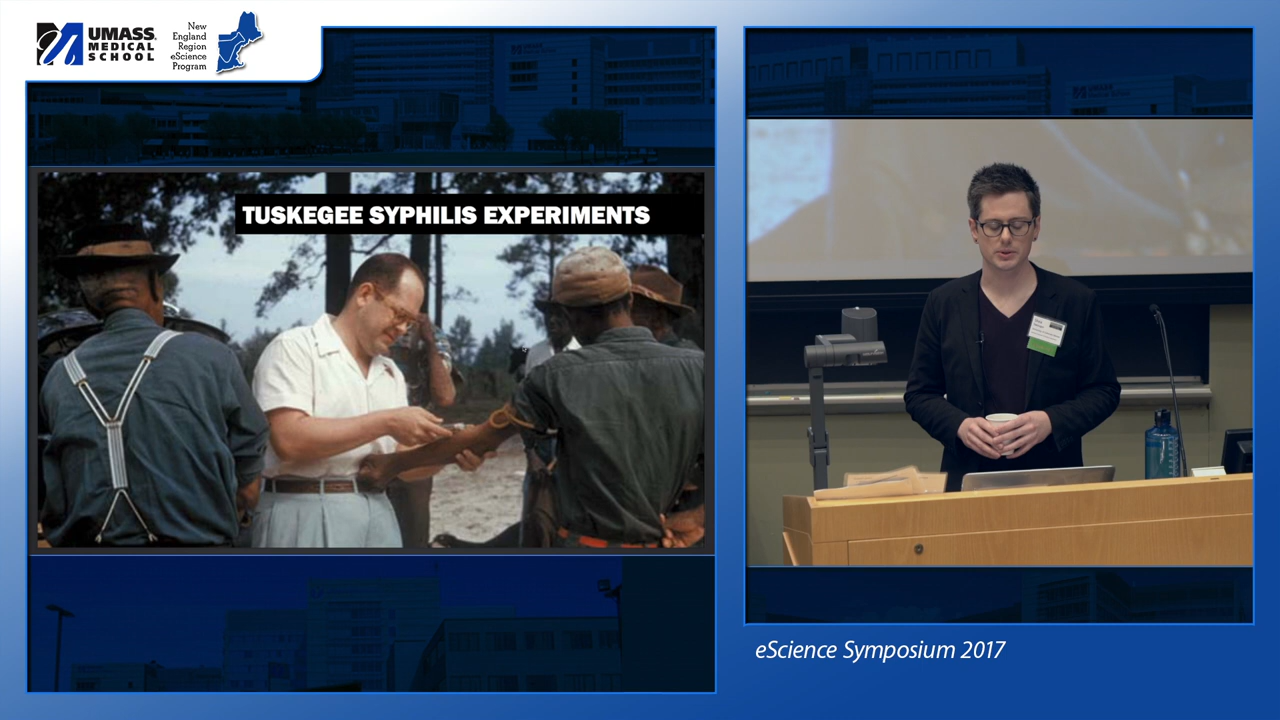 UMASS
MEDICAL
SCHOOL
New
England
Region
eScience
Program
TUSKEGEE SYPHILIS EXPERIMENTS
eScience Symposium 2017